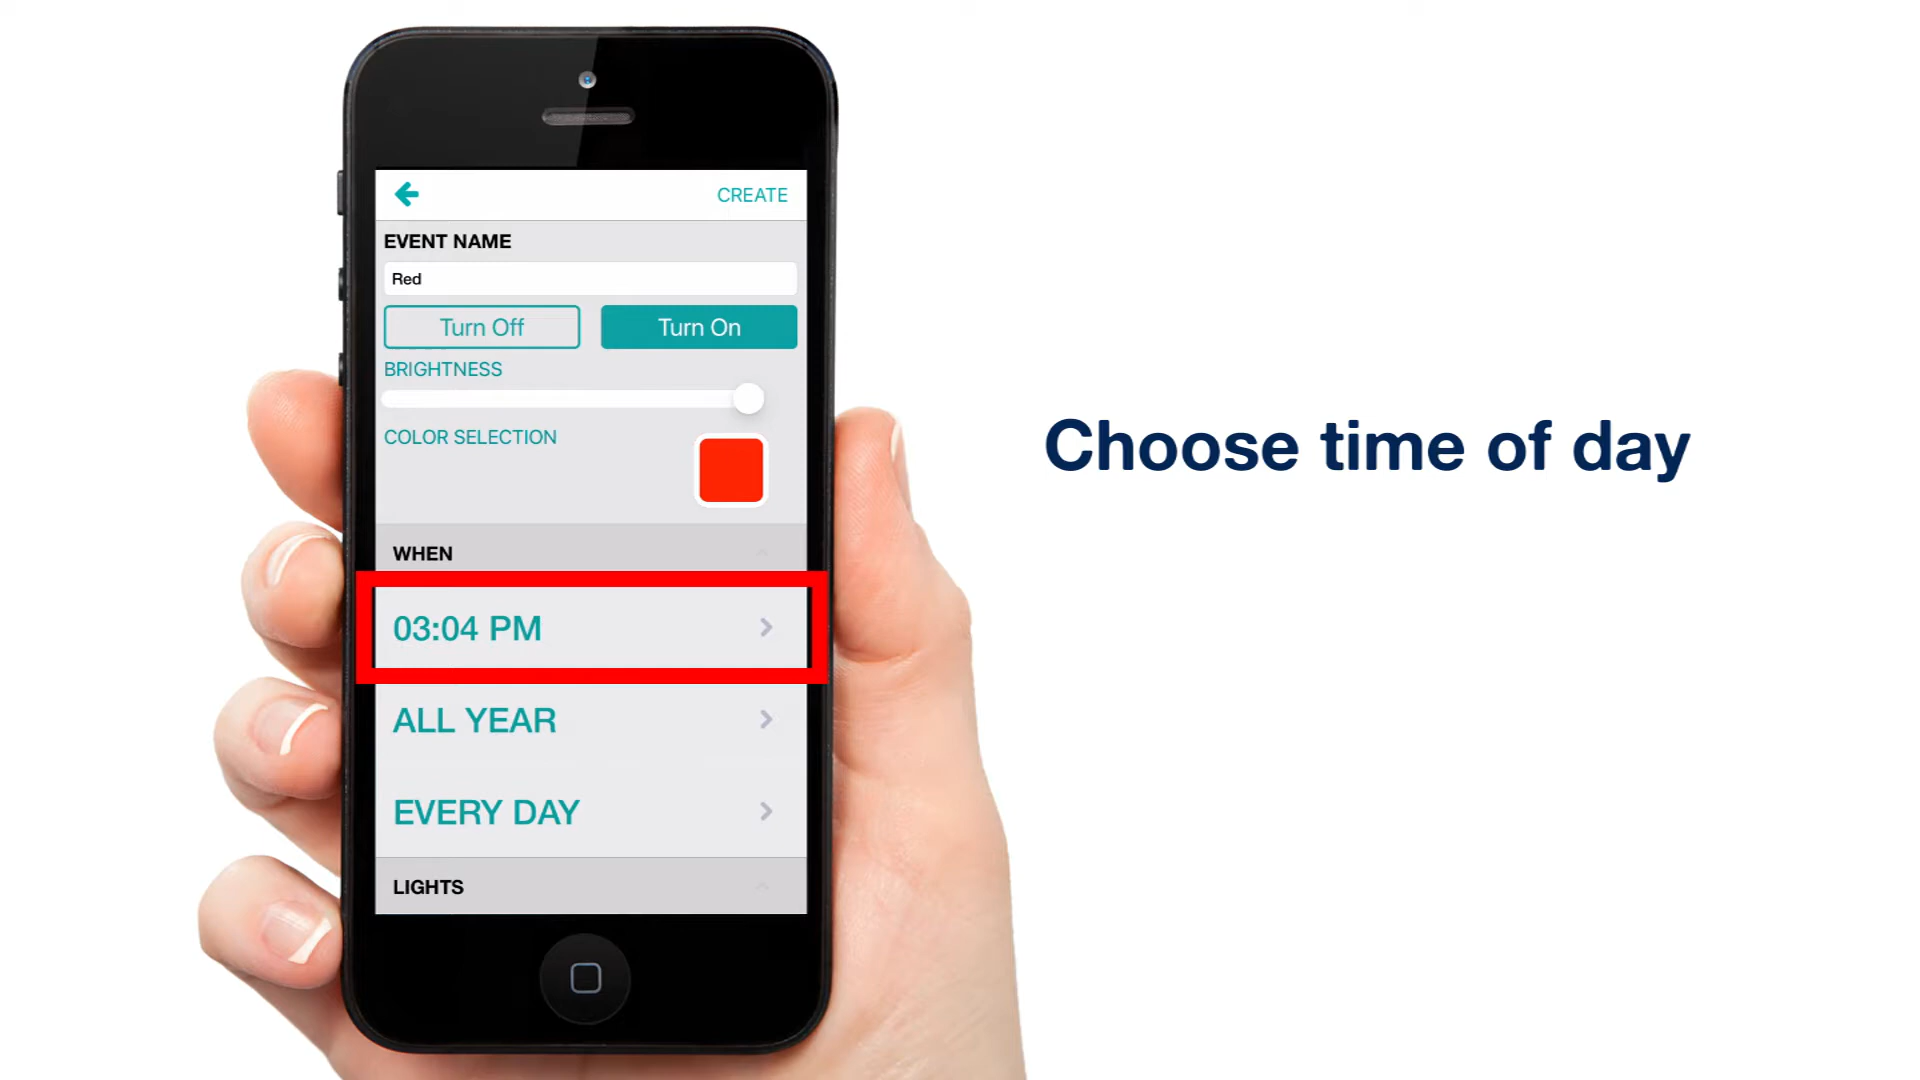 CREATE
EVENT NAME
Red
Turn Off Turn On
BRIGHTNESS
COLOR SELECTION
WHEN
03:04 PM
ALL YEAR
EVERY DAY
LIGHTS
Choose time of day